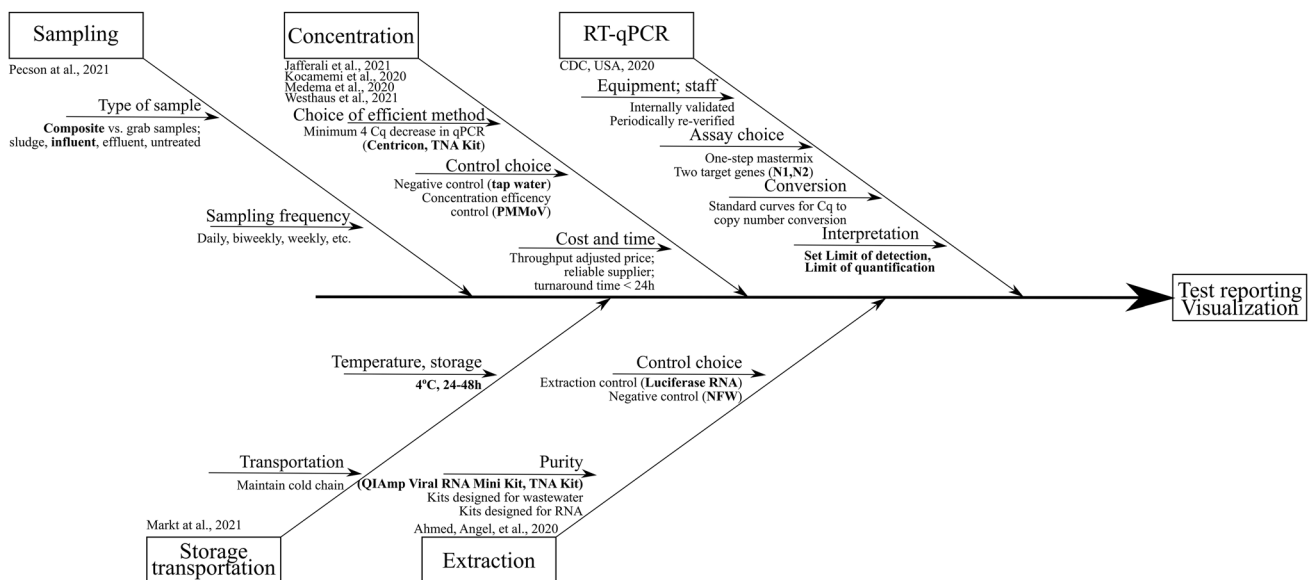 Sampling
Pecson at al., 2021
Type of sample
Composite vs. grab samples;
sludge, influent, effluent, untreated
Sampling frequency
Daily, biweekly, weekly, etc.
Concentration
Jafferali et al., 2021
Kocamemi et al., 2020
Medema et al., 2020
Westhaus et al., 2021
Choice of efficient method
Minimum 4 Cq decrease in qPCR
(Centricon, TNA Kit)
Control choice
Negative control (tap water)
Concentration efficency
control (PMMoV)
Cost and time
Throughput adjusted price;
reliable supplier;
turnaround time < 24h
RT-qPCR
CDC, USA, 2020
Equipment; staff
Internally validated
Periodically re-verified
Assay choice
One-step mastermix
Two target genes (N1,N2)
Conversion
Standard curves for Cq to
copy number conversion
Interpretation
Set Limit of detection,
Limit of quantification
Test reporting
Visualization
Temperature, storage
4°C, 24-48h
Transportation
Maintain cold chain
Markt at al., 2021
Storage
transportation
Control choice
Extraction control (Luciferase RNA)
Negative control (NFW)
Purity
(QIAmp Viral RNA Mini Kit, TNA Kit)
Kits designed for wastewater
Kits designed for RNA
Ahmed, Angel, et al., 2020
Extraction